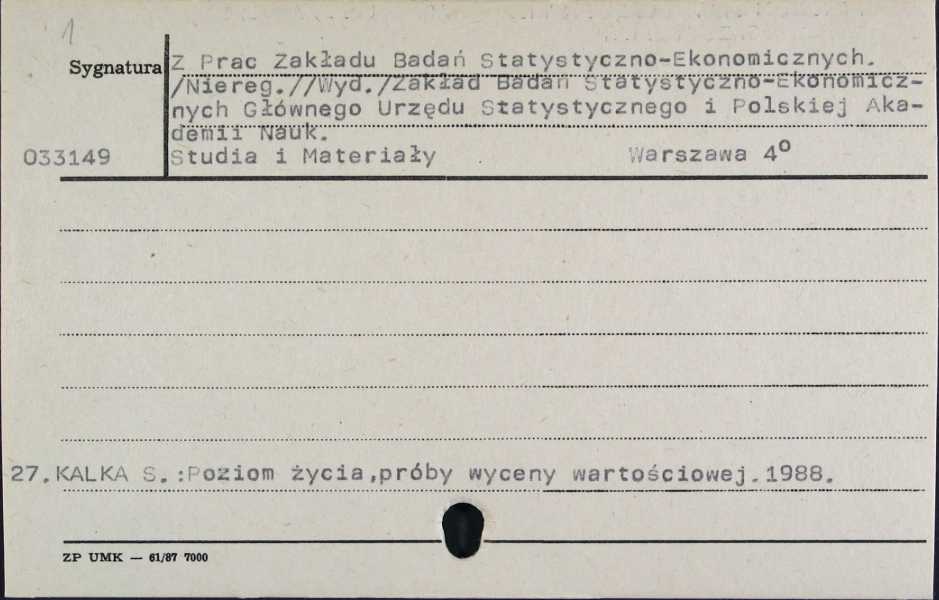 1
Sygnatura
Z Prac Zakładu Badań Statystyczno-Ekonomicznych.
/Niereg.//Wyd./Zakład Badań Statystyczno-Ekonomicz-
nych Głównego Urzędu Statystycznego i Polskiej Aka-
demii Nauk.
033149 Studia i Materiały Warszawa 4°
27.KALKA S.:Poziom życia,próby wyceny wartościowej.1988.
ZP UMK — 61/87 7000